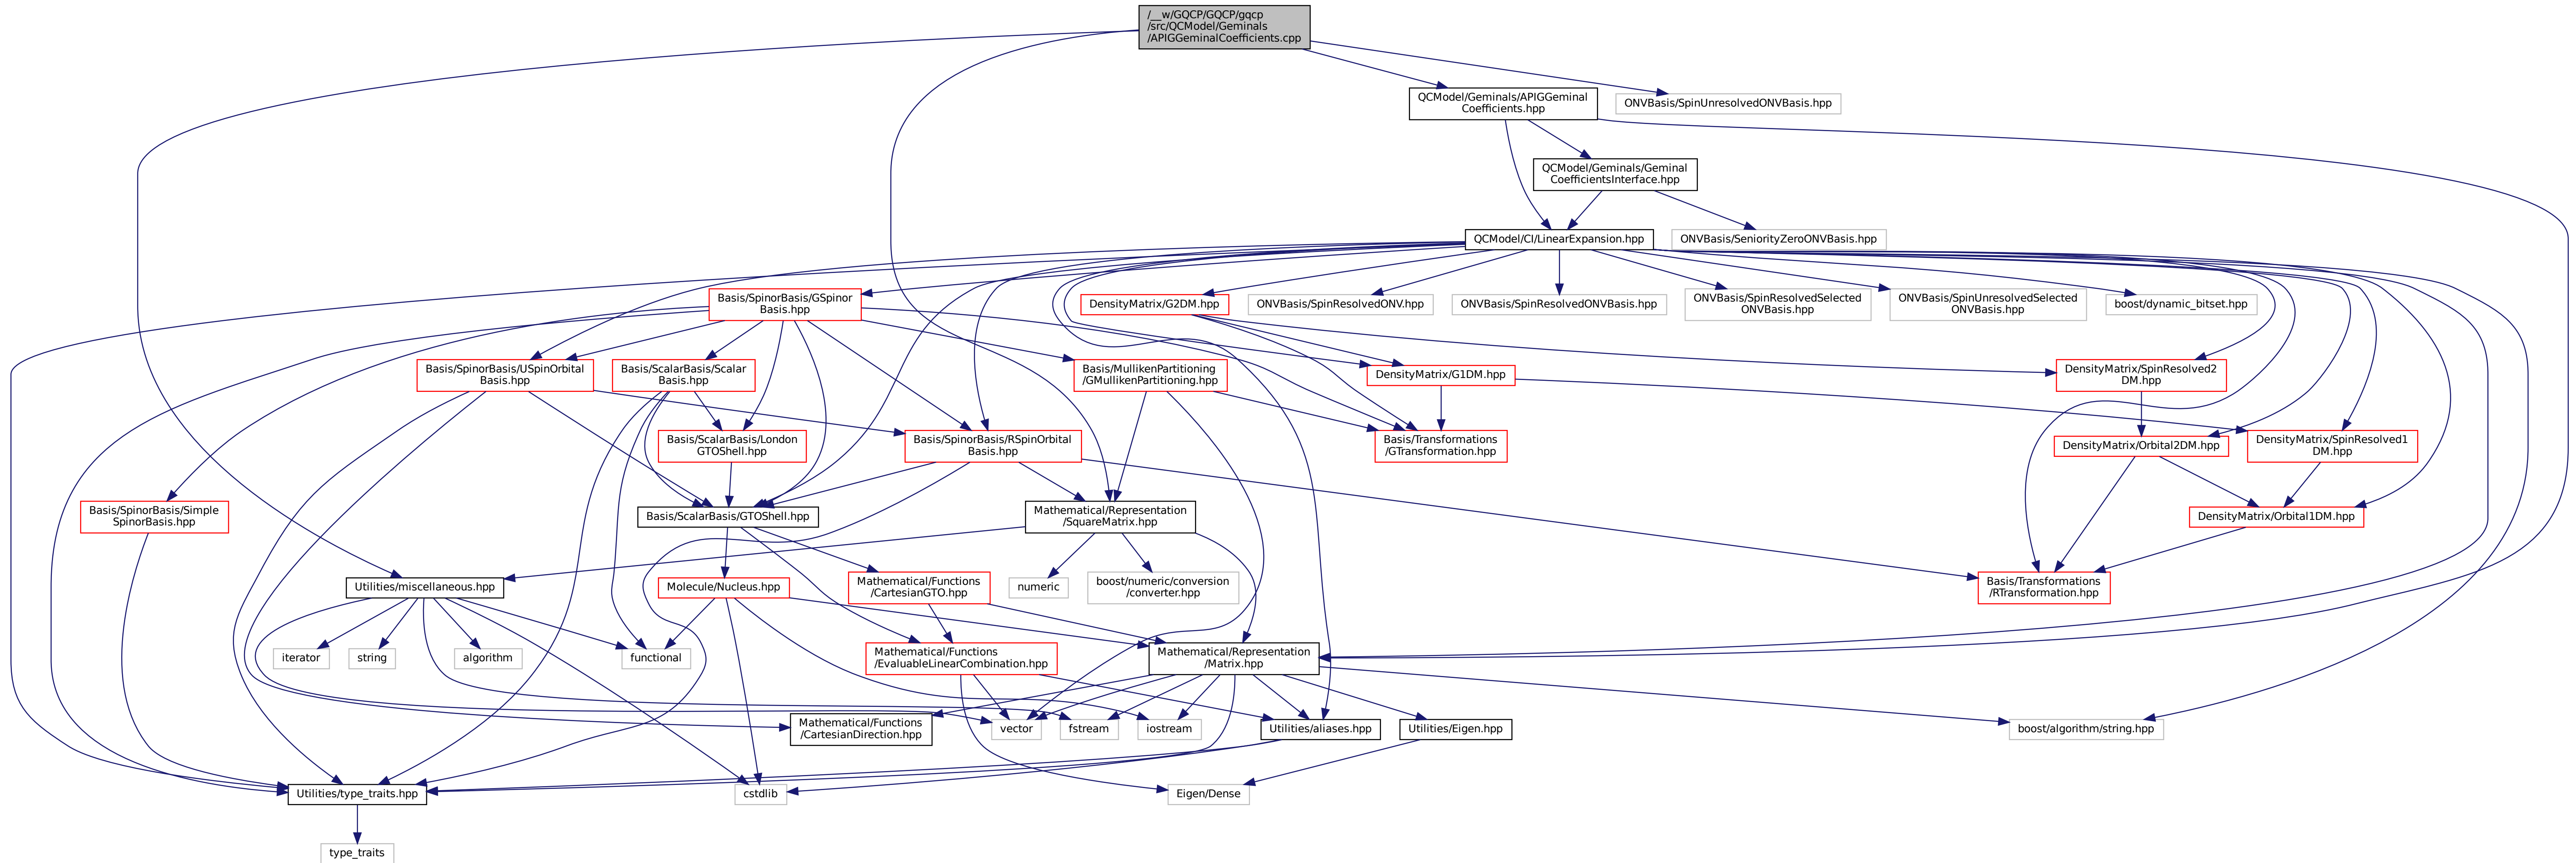 /__w/GQCP/GQCP/gqcp
/src/QCModel/Geminals
/APIGGeminalCoefficients.cpp
QCModel/Geminals/APIGGeminal
Coefficients.hpp
ONVBasis/SpinUnresolvedONVBasis.hpp
QCModel/Geminals/Geminal
CoefficientsInterface.hpp
QCModel/CI/LinearExpansion.hpp
ONVBasis/SeniorityZeroONVBasis.hpp
Basis/SpinorBasis/GSpinor
Basis.hpp
DensityMatrix/G2DM.hpp
ONVBasis/SpinResolvedONV.hpp
ONVBasis/SpinResolvedONVBasis.hpp
ONVBasis/SpinResolvedSelected
ONVBasis.hpp
ONVBasis/SpinUnresolvedSelected
ONVBasis.hpp
boost/dynamic_bitset.hpp
Basis/SpinorBasis/USpinOrbital
Basis.hpp
Basis/ScalarBasis/Scalar
Basis.hpp
Basis/MullikenPartitioning
/GMullikenPartitioning.hpp
DensityMatrix/G1DM.hpp
DensityMatrix/SpinResolved2
DM.hpp
Basis/ScalarBasis/London
GTOShell.hpp
Basis/SpinorBasis/RSpinOrbital
Basis.hpp
Basis/Transformations
/GTransformation.hpp
DensityMatrix/Orbital2DM.hpp
DensityMatrix/SpinResolved1
DM.hpp
Basis/SpinorBasis/Simple
SpinorBasis.hpp
Basis/ScalarBasis/GTOShell.hpp
Mathematical/Representation
/SquareMatrix.hpp
DensityMatrix/Orbital1DM.hpp
Utilities/miscellaneous.hpp
Molecule/Nucleus.hpp
Mathematical/Functions
/CartesianGTO.hpp
numeric
boost/numeric/conversion
/converter.hpp
Basis/Transformations
/RTransformation.hpp
iterator
string
algorithm
functional
Mathematical/Functions
/EvaluableLinearCombination.hpp
Mathematical/Representation
/Matrix.hpp
Mathematical/Functions
/CartesianDirection.hpp
vector
fstream
iostream
Utilities/aliases.hpp
Utilities/Eigen.hpp
boost/algorithm/string.hpp
Utilities/type_traits.hpp
cstdlib
Eigen/Dense
type_traits